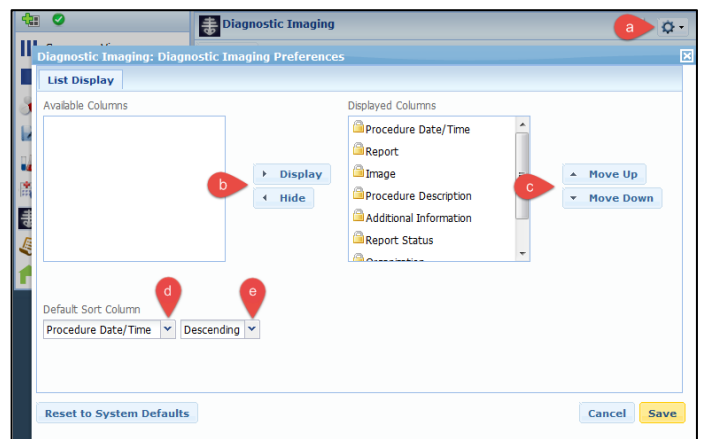 Diagnostic Imaging
a
Diagnostic Imaging: Diagnostic Imaging Preferences
List Display
Available Columns
Displayed Columns
Procedure Date/Time
Report
Image
Procedure Description
Additional Information
Report Status
Organization
b
Display
Hide
c
Move Up
Move Down
d
e
Default Sort Column
Procedure Date/Time
Descending
Reset to System Defaults
Cancel
Save